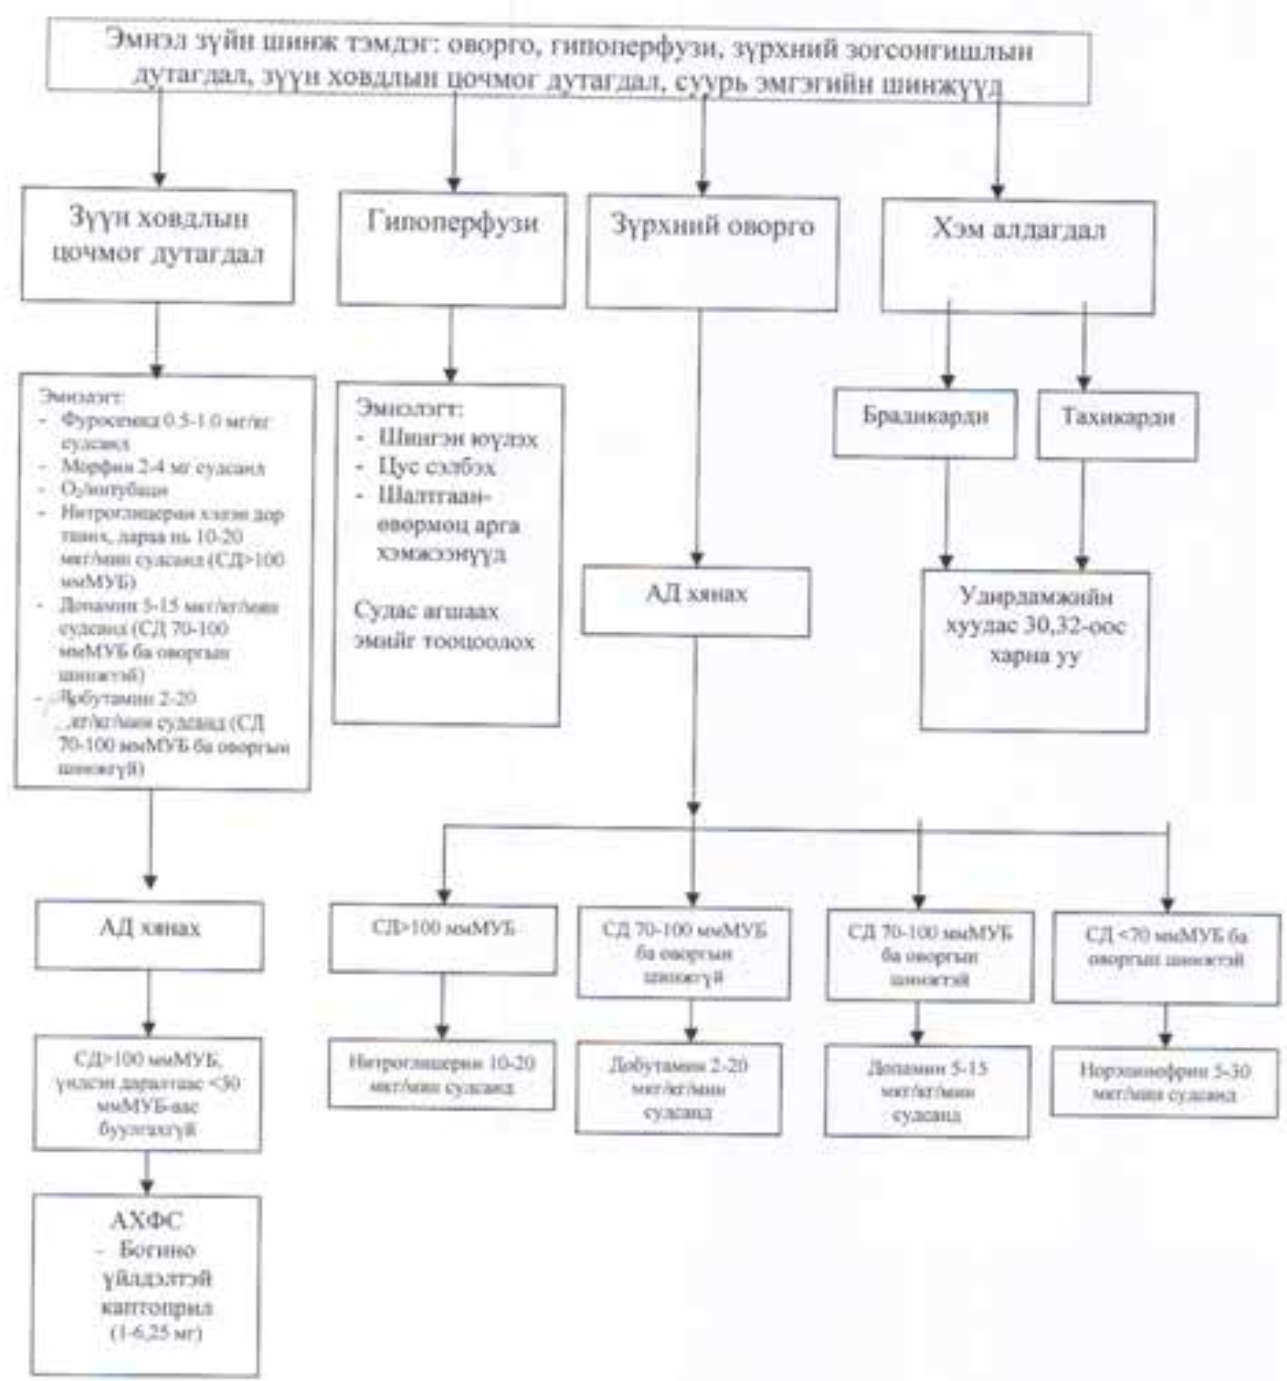 Эмнэл зүйн шинж тэмдэг: оворго, гипоперфузи, зүрхний зогсонгишлын
дутагдал, зүүн ховдлын цочмог дутагдал, суурь эмгэгийн шинжүүд
Зүүн ховдлын
цочмог дутагдал
Гипоперфузи
Зүрхний оворго
Хэм алдагдал
Эмчилгээ:
- Фуросемид 0.5-1.0 мг/кг
судсанд
- Морфин 2-4 мг судсанд
- O₂/интубаци
- Нитроглицерин хэлэн дор
тавих, дараа нь 10-20
мкг/мин судсанд (СД>100
ммМУБ)
- Допамин 5-15 мкг/кг/мин
судсанд (СД 70-100
ммМУБ ба оворгын
шинжтэй)
- Добутамин 2-20
кг/кг/мин судсанд (СД
70-100 ммМУБ ба оворгын
шинжгүй)
Эмнэлэгт:
- Шингэн юүлэх
- Цус сэлбэх
- Шалтгаан-
өвөрмөц арга
хэмжээнүүд
Судас агшаах
эмийг тооцоолох
Брадикарди
Тахикарди
АД хянах
Удирдамжийн
хуудас 30,32-оос
харна уу
АД хянах
СД>100 ммМУБ
СД 70-100 ммМУБ
ба оворгын
шинжгүй
СД 70-100 ммМУБ
ба оворгын
шинжтэй
СД <70 ммМУБ ба
оворгын шинжтэй
СД>100 ммМУБ,
үндсэн даралтаас <30
ммМУБ-аас
буулгахгүй
Нитроглицерин 10-20
мкг/мин судсанд
Добутамин 2-20
мкг/кг/мин
судсанд
Допамин 5-15
мкг/кг/мин
судсанд
Норэпинефрин 5-30
мкг/мин судсанд
АХФС
- Богино
үйлдэлтэй
каптоприл
(1-6,25 мг)